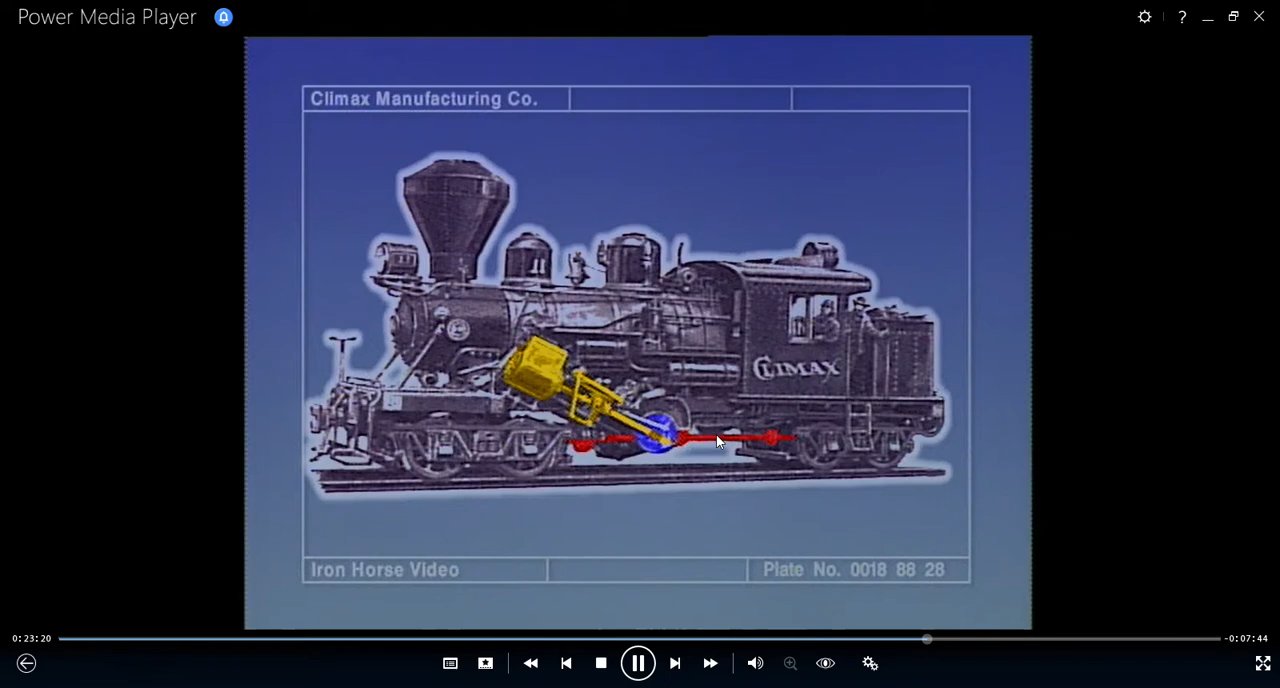 Power Media Player
?
Climax Manufacturing Co.
CLIMAX
Iron Horse Video
Plate No. 0018 88 28
0:23:20
-0:07:44